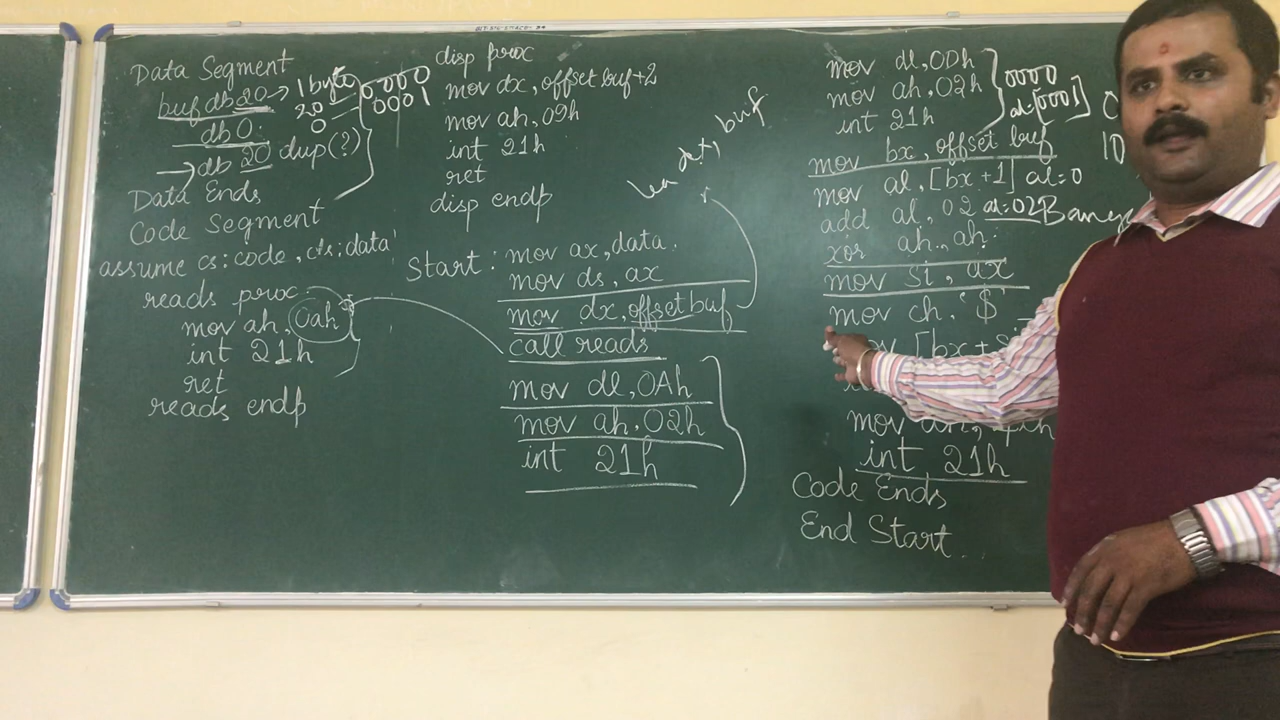 Data Segment
buf db 20 → 1 byte
20
0
0000
0001
db 0
→ db 20 dup(?)
Data Ends
Code Segment
assume cs: code, ds: data
reads proc
mov ah, 0ah
int 21h
ret
reads endp
disp proc
mov dx, offset buf+2
mov ah, 09h
int 21h
ret
disp endp
Start: mov ax, data
mov ds, ax
mov dx, offset buf
lea dx, buf
call reads
mov dl, 0Ah
mov ah, 02h
int 21h
mov dl, 0Dh
mov ah, 02h
int 21h
0000
al=[0001]
mov bx, offset buf
10
mov al, [bx+1] al=0
add al, 02 al=02
xor ah, ah
mov si, ax
mov ch, '$'
[bx+
int 21h
Code Ends
End Start